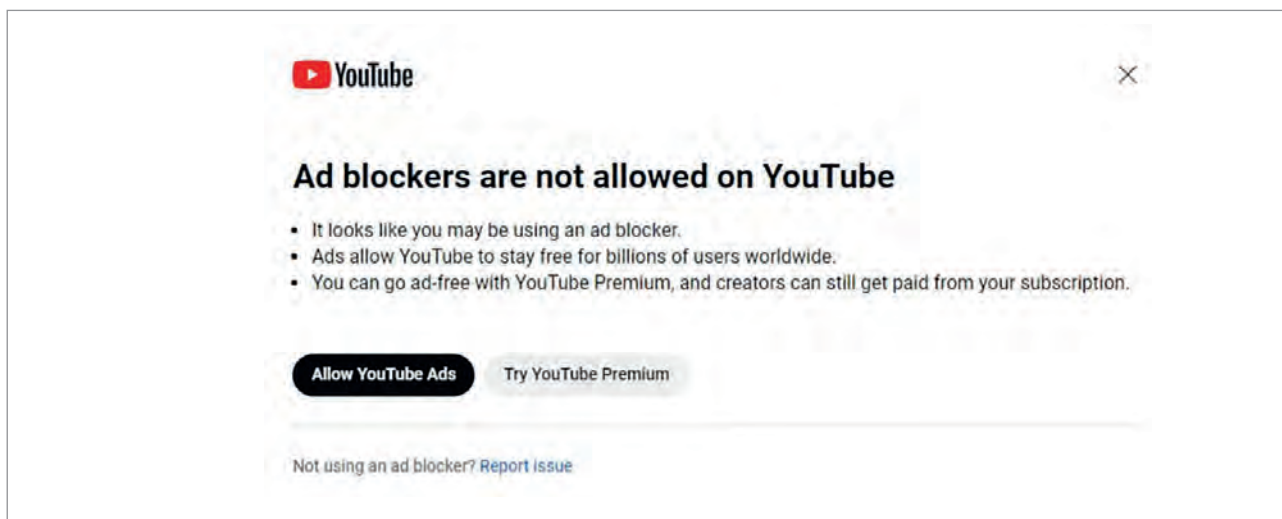 YouTube
Ad blockers are not allowed on YouTube
• It looks like you may be using an ad blocker.
• Ads allow YouTube to stay free for billions of users worldwide.
• You can go ad-free with YouTube Premium, and creators can still get paid from your subscription.
Allow YouTube Ads Try YouTube Premium
Not using an ad blocker? Report issue